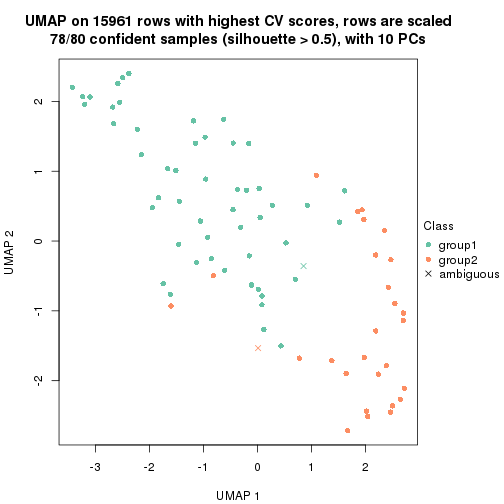 UMAP on 15961 rows with highest CV scores, rows are scaled
78/80 confident samples (silhouette > 0.5), with 10 PCs
2
1
0
-1
-2
UMAP 2
-3 -2 -1 0 1 2
UMAP 1
Class
group1
group2
ambiguous